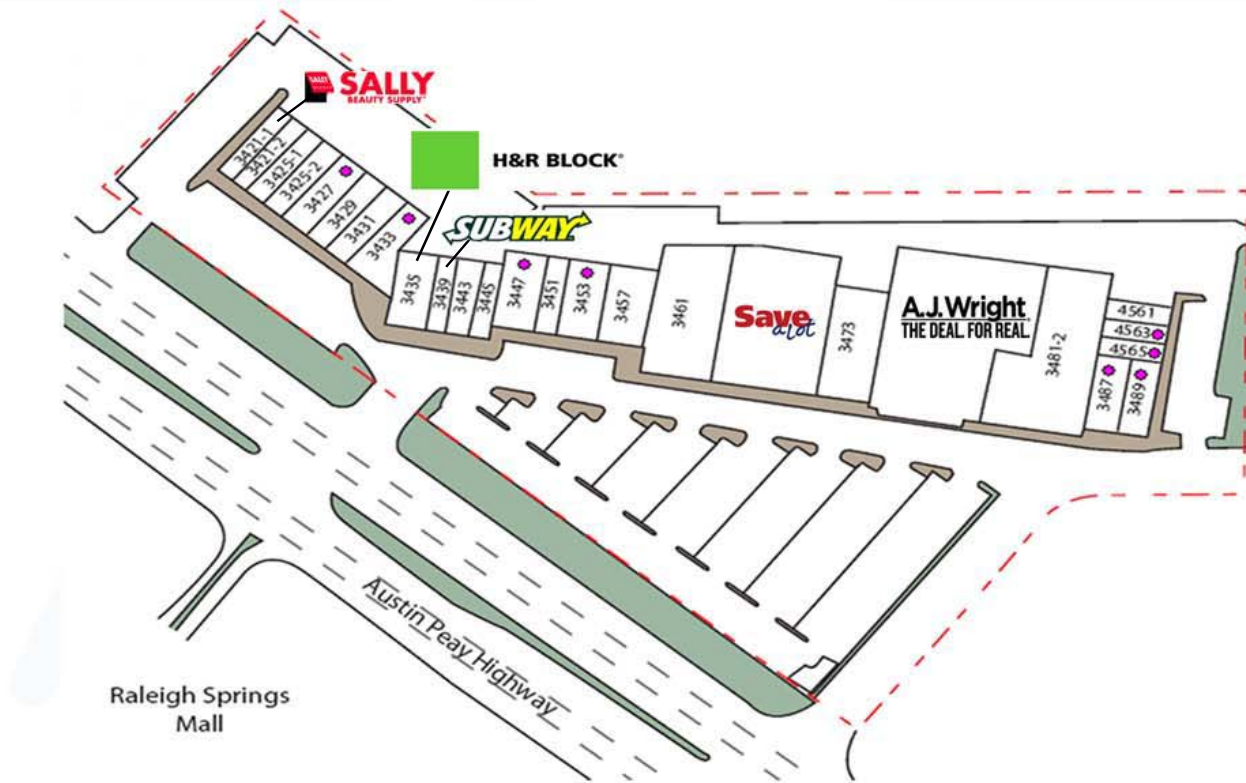 SALLY
SALLY
BEAUTY SUPPLY
H&R BLOCK®
SUBWAY
3421-1
3421-2
3425-1
3425-2
3427
3429
3431
3433
3435
3439
3443
3445
3447
3451
3453
3457
3461
Save
a lot
3473
A.J.Wright
THE DEAL. FOR REAL.
3481-2
4561
4563
4565
3487
3489
Austin Peay Highway
Raleigh Springs
Mall